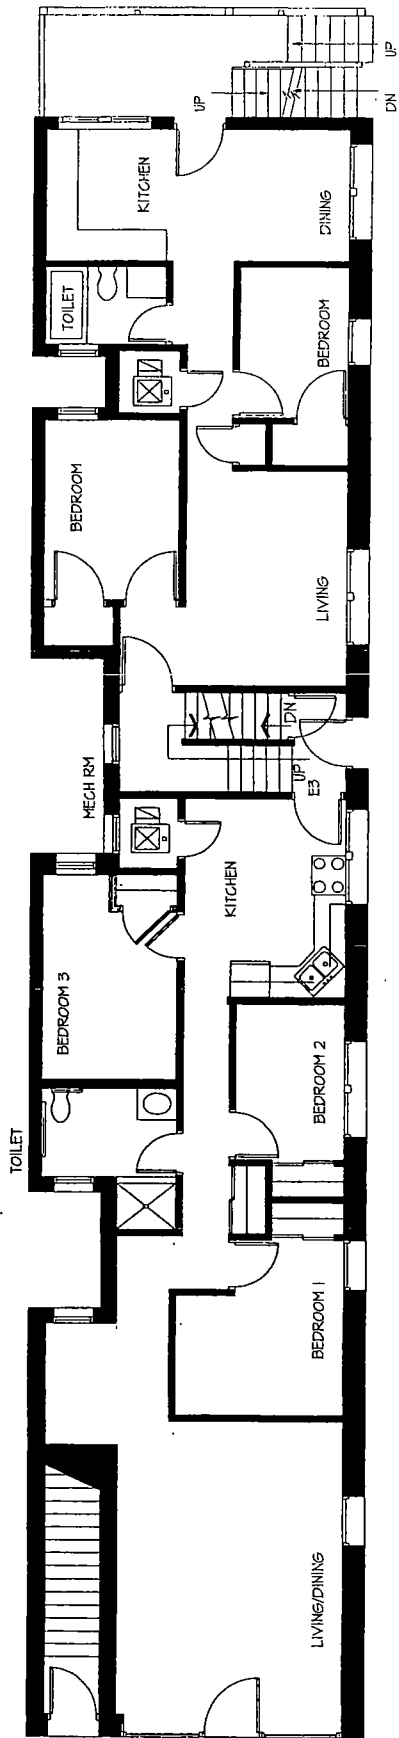 UP
UP
DN
KITCHEN
DINING
TOILET
BEDROOM
BEDROOM
LIVING
DN
MECH RM
UP
E3
KITCHEN
BEDROOM 3
BEDROOM 2
TOILET
BEDROOM 1
LIVING/DINING